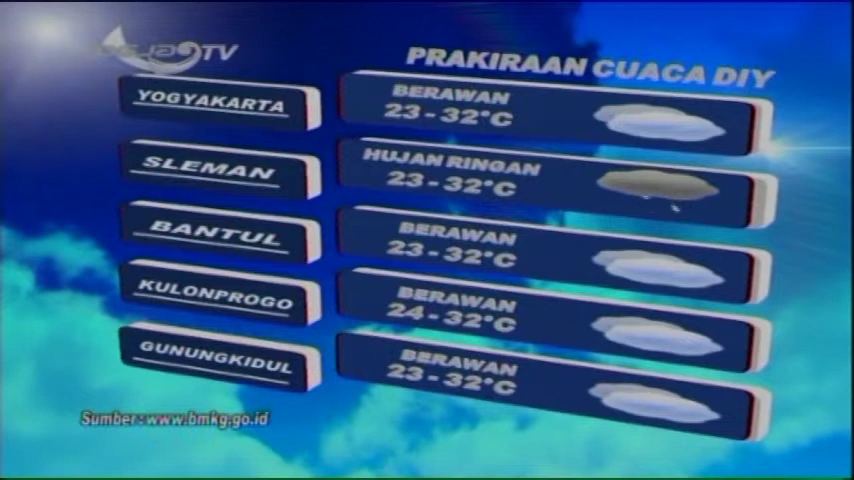 TV
PRAKIRAAN CUACA DIY
YOGYAKARTA
BERAWAN
23 - 32°C
SLEMAN
HUJAN RINGAN
23 - 32°C
BANTUL
BERAWAN
23 - 32°C
KULONPROGO
BERAWAN
24 - 32°C
GUNUNGKIDUL
BERAWAN
23 - 32°C
Sumber : www.bmkg.go.id